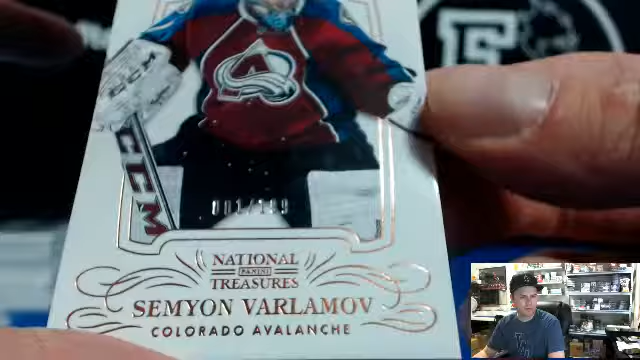 CCM
NATIONAL
PANINI
TREASURES
SEMYON VARLAMOV
COLORADO AVALANCHE